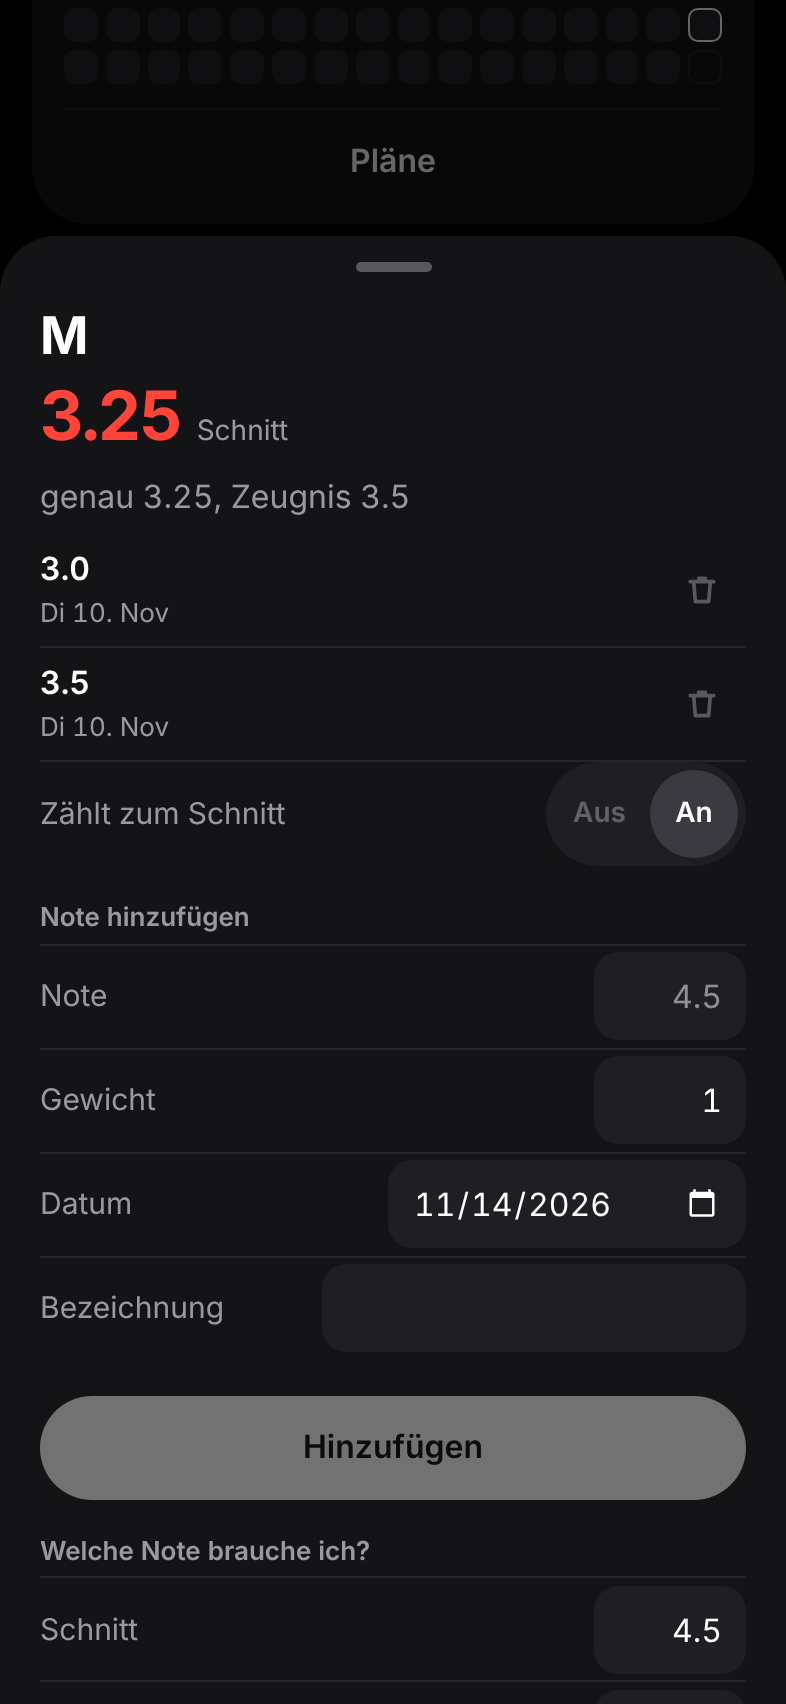 Pläne
M
3.25 Schnitt
genau 3.25, Zeugnis 3.5
3.0
Di 10. Nov
3.5
Di 10. Nov
Zählt zum Schnitt Aus An
Note hinzufügen
Note 4.5
Gewicht 1
Datum 11/14/2026
Bezeichnung
Hinzufügen
Welche Note brauche ich?
Schnitt 4.5